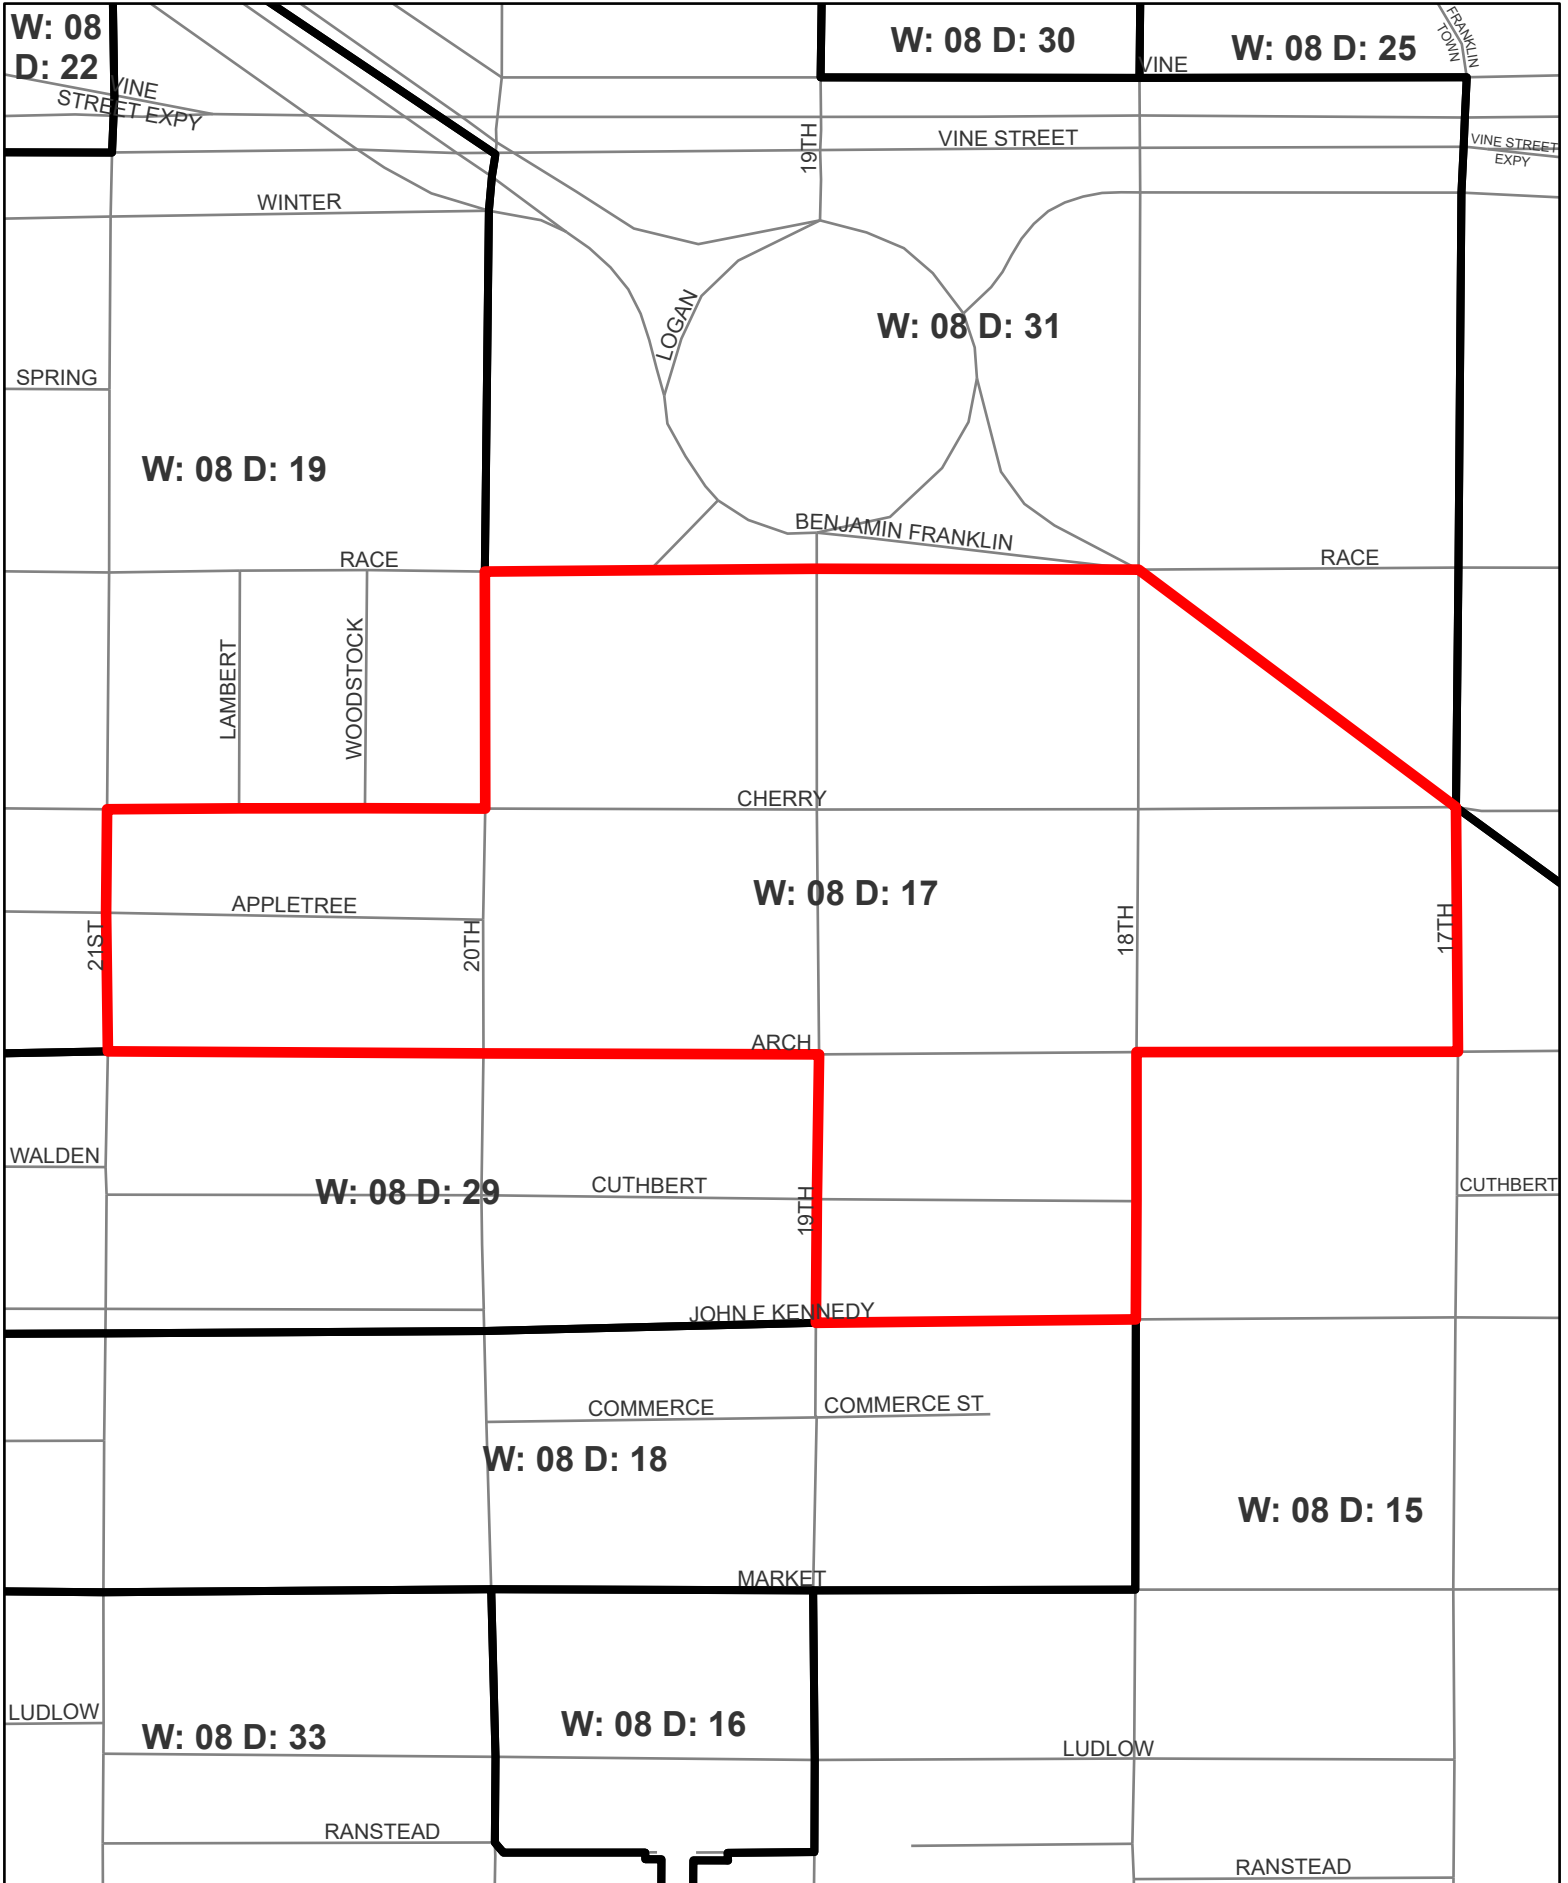 W: 08
D: 22
W: 08 D: 30
W: 08 D: 25
FRANKLIN
TOWN
VINE
VINE
STREET EXPY
19TH
VINE STREET
VINE STREET
EXPY
WINTER
LOGAN
W: 08 D: 31
SPRING
W: 08 D: 19
BENJAMIN FRANKLIN
RACE
RACE
LAMBERT
WOODSTOCK
CHERRY
W: 08 D: 17
APPLETREE
21ST
20TH
18TH
17TH
ARCH
WALDEN
W: 08 D: 29
CUTHBERT
19TH
CUTHBERT
JOHN F KENNEDY
COMMERCE
COMMERCE ST
W: 08 D: 18
W: 08 D: 15
MARKET
LUDLOW
W: 08 D: 33
W: 08 D: 16
LUDLOW
RANSTEAD
RANSTEAD